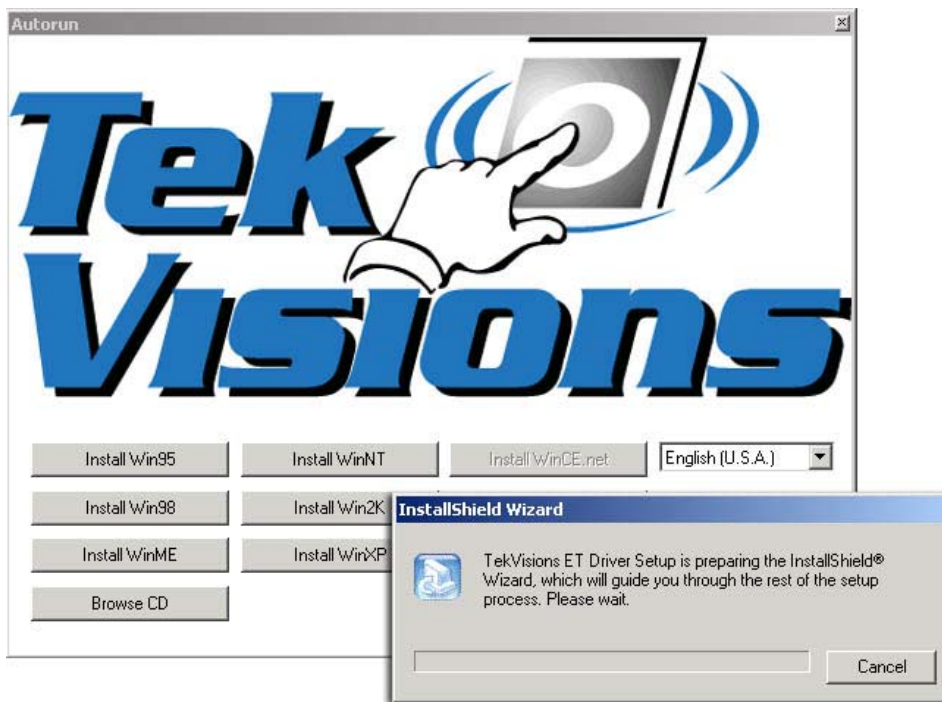 Autorun
Tek
Visions
Install Win95
Install WinNT
Install WinCE.net
English (U.S.A.)
Install Win98
Install Win2K
Install WinME
Install WinXP
Browse CD
InstallShield Wizard
TekVisions ET Driver Setup is preparing the InstallShield®
Wizard, which will guide you through the rest of the setup
process. Please wait.
Cancel